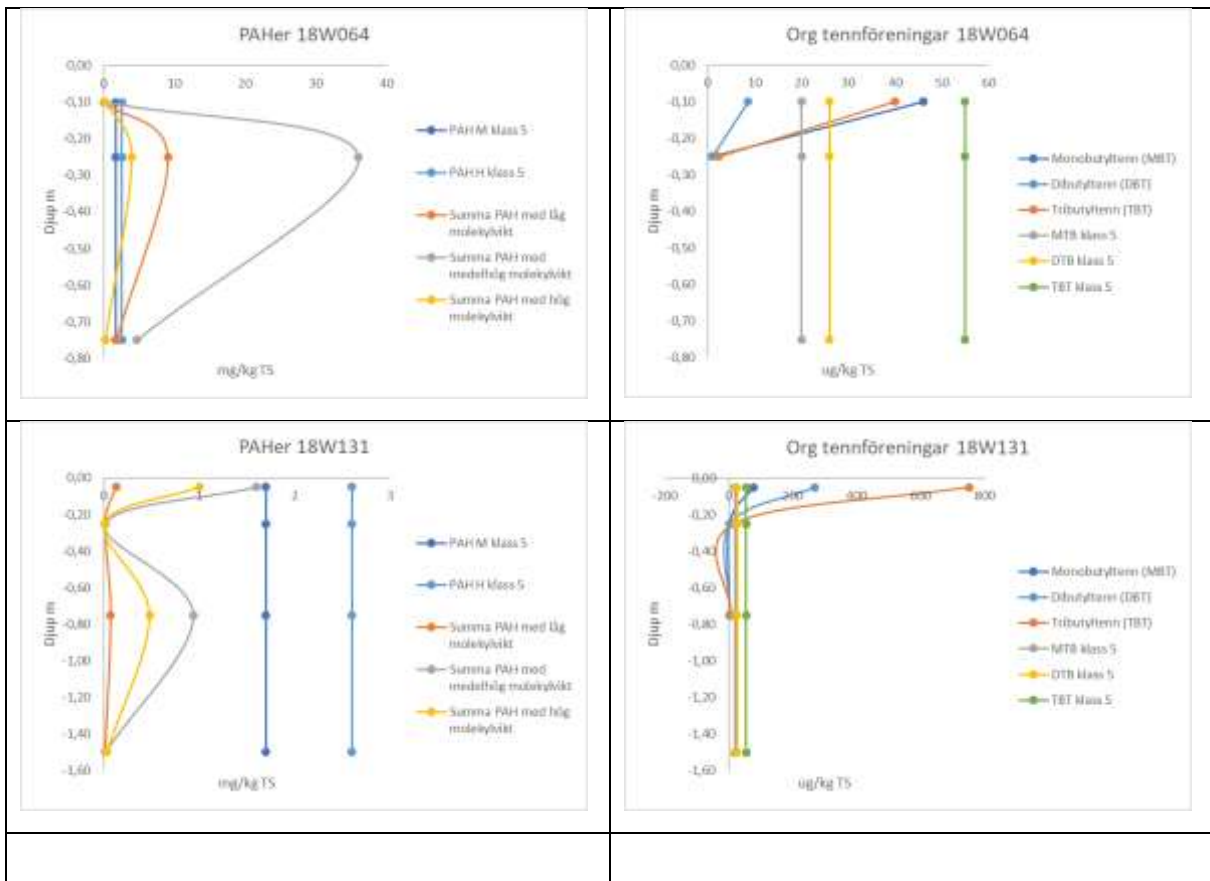 PAHer 18W064
0,00
0 10 20 30 40
-0,10
-0,20
-0,30
-0,40
-0,50
-0,60
-0,70
-0,80
Djup m
mg/kg TS
PAH M klass 5
PAH H klass 5
Summa PAH med låg
molekylvikt
Summa PAH med
medelhög molekylvikt
Summa PAH med hög
molekylvikt
Org tennföreningar 18W064
0,00
0 10 20 30 40 50 60
-0,10
-0,20
-0,30
-0,40
-0,50
-0,60
-0,70
-0,80
Djup m
ug/kg TS
Monobutyltenn (MBT)
Dibutyltenn (DBT)
Tributyltenn (TBT)
MTB klass 5
DTB klass 5
TBT klass 5
PAHer 18W131
0,00
0 1 2 3
-0,20
-0,40
-0,60
-0,80
-1,00
-1,20
-1,40
-1,60
Djup m
mg/kg TS
PAH M klass 5
PAH H klass 5
Summa PAH med låg
molekylvikt
Summa PAH med
medelhög molekylvikt
Summa PAH med hög
molekylvikt
Org tennföreningar 18W131
0,00
-200 0 200 400 600 800
-0,20
-0,40
-0,60
-0,80
-1,00
-1,20
-1,40
-1,60
Djup m
ug/kg TS
Monobutyltenn (MBT)
Dibutyltenn (DBT)
Tributyltenn (TBT)
MTB klass 5
DTB klass 5
TBT klass 5